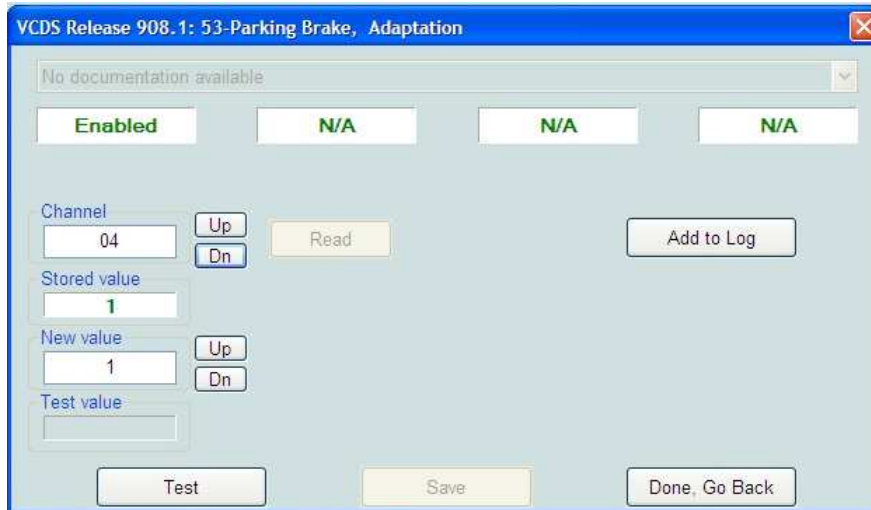 VCDS Release 908.1: 53-Parking Brake, Adaptation
No documentation available
Enabled N/A N/A N/A
Channel
04 Up Read Add to Log
Dn
Stored value
1
New value
1 Up
Dn
Test value
Test Save Done, Go Back